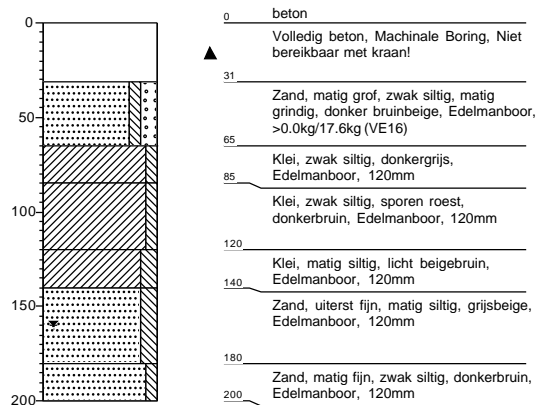 0
50
100
150
200
0
beton
Volledig beton, Machinale Boring, Niet
bereikbaar met kraan!
31
Zand, matig grof, zwak siltig, matig
grindig, donker bruinbeige, Edelmanboor,
>0.0kg/17.6kg (VE16)
65
Klei, zwak siltig, donkergrijs,
Edelmanboor, 120mm
85
Klei, zwak siltig, sporen roest,
donkerbruin, Edelmanboor, 120mm
120
Klei, matig siltig, licht beigebruin,
Edelmanboor, 120mm
140
Zand, uiterst fijn, matig siltig, grijsbeige,
Edelmanboor, 120mm
180
Zand, matig fijn, zwak siltig, donkerbruin,
Edelmanboor, 120mm
200